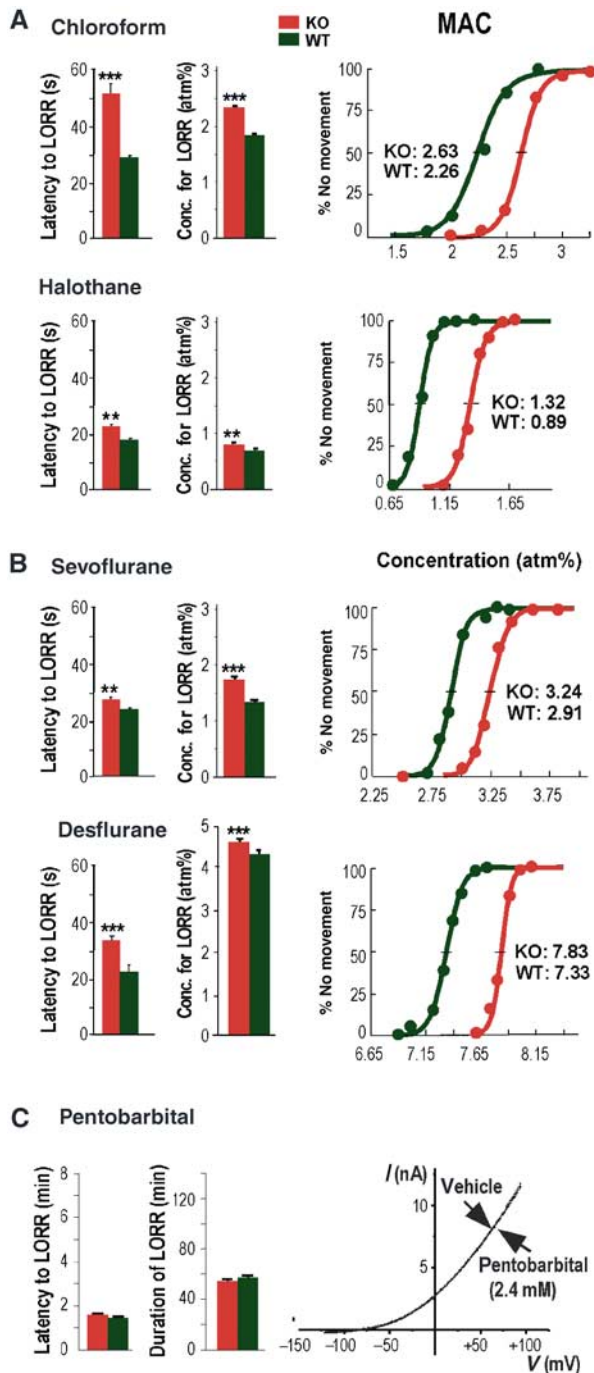 A Chloroform
KO
WT
MAC
Latency to LORR (s)
60
40
20
0
***
Conc. for LORR (atm%)
3
2
1
0
***
% No movement
100
75
50
25
0
KO: 2.63
WT: 2.26
1.5 2 2.5 3
Halothane
Latency to LORR (s)
60
40
20
0
**
Conc. for LORR (atm%)
3
2
1
0
**
% No movement
100
75
50
25
0
KO: 1.32
WT: 0.89
0.65 1.15 1.65
B Sevoflurane
Concentration (atm%)
Latency to LORR (s)
60
40
20
0
**
Conc. for LORR (atm%)
3
2
1
0
***
% No movement
100
75
50
25
0
KO: 3.24
WT: 2.91
2.25 2.75 3.25 3.75
Desflurane
Latency to LORR (s)
60
40
20
0
***
Conc. for LORR (atm%)
5
4
3
2
1
0
***
% No movement
100
75
50
25
0
KO: 7.83
WT: 7.33
6.65 7.15 7.65 8.15
C Pentobarbital
Latency to LORR (min)
8
6
4
2
0
Duration of LORR (min)
120
60
0
I (nA)
10
5
Vehicle
Pentobarbital
(2.4 mM)
−150 −100 +50 +100
V (mV)